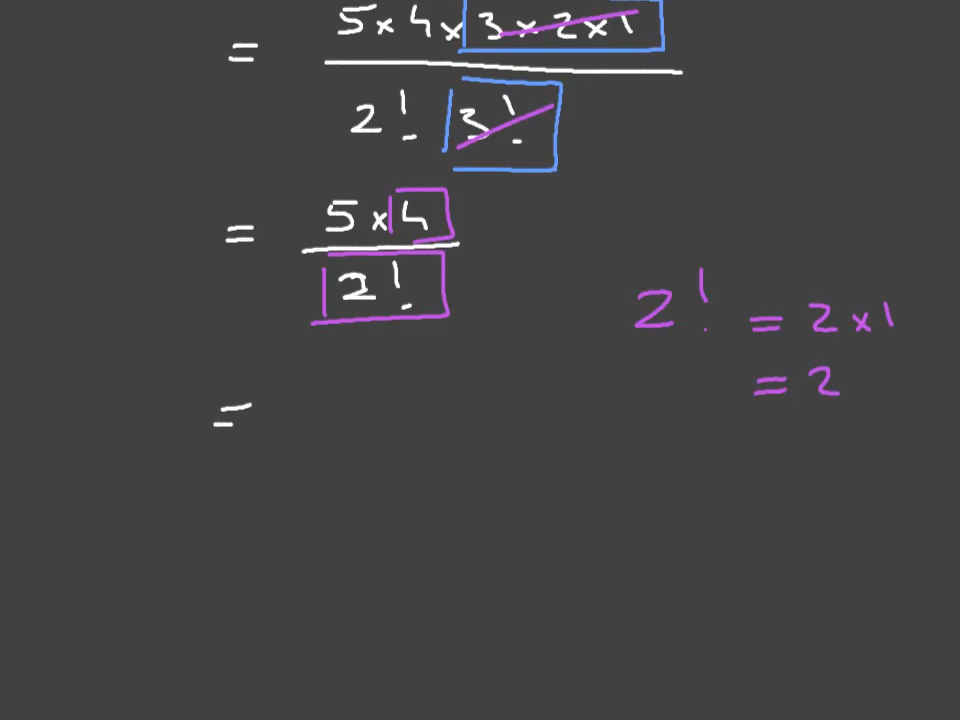 5 x 4 x 3 x 2 x 1
=
2! 3!
5 x 4
=
2!
2! = 2 x 1
= 2
=